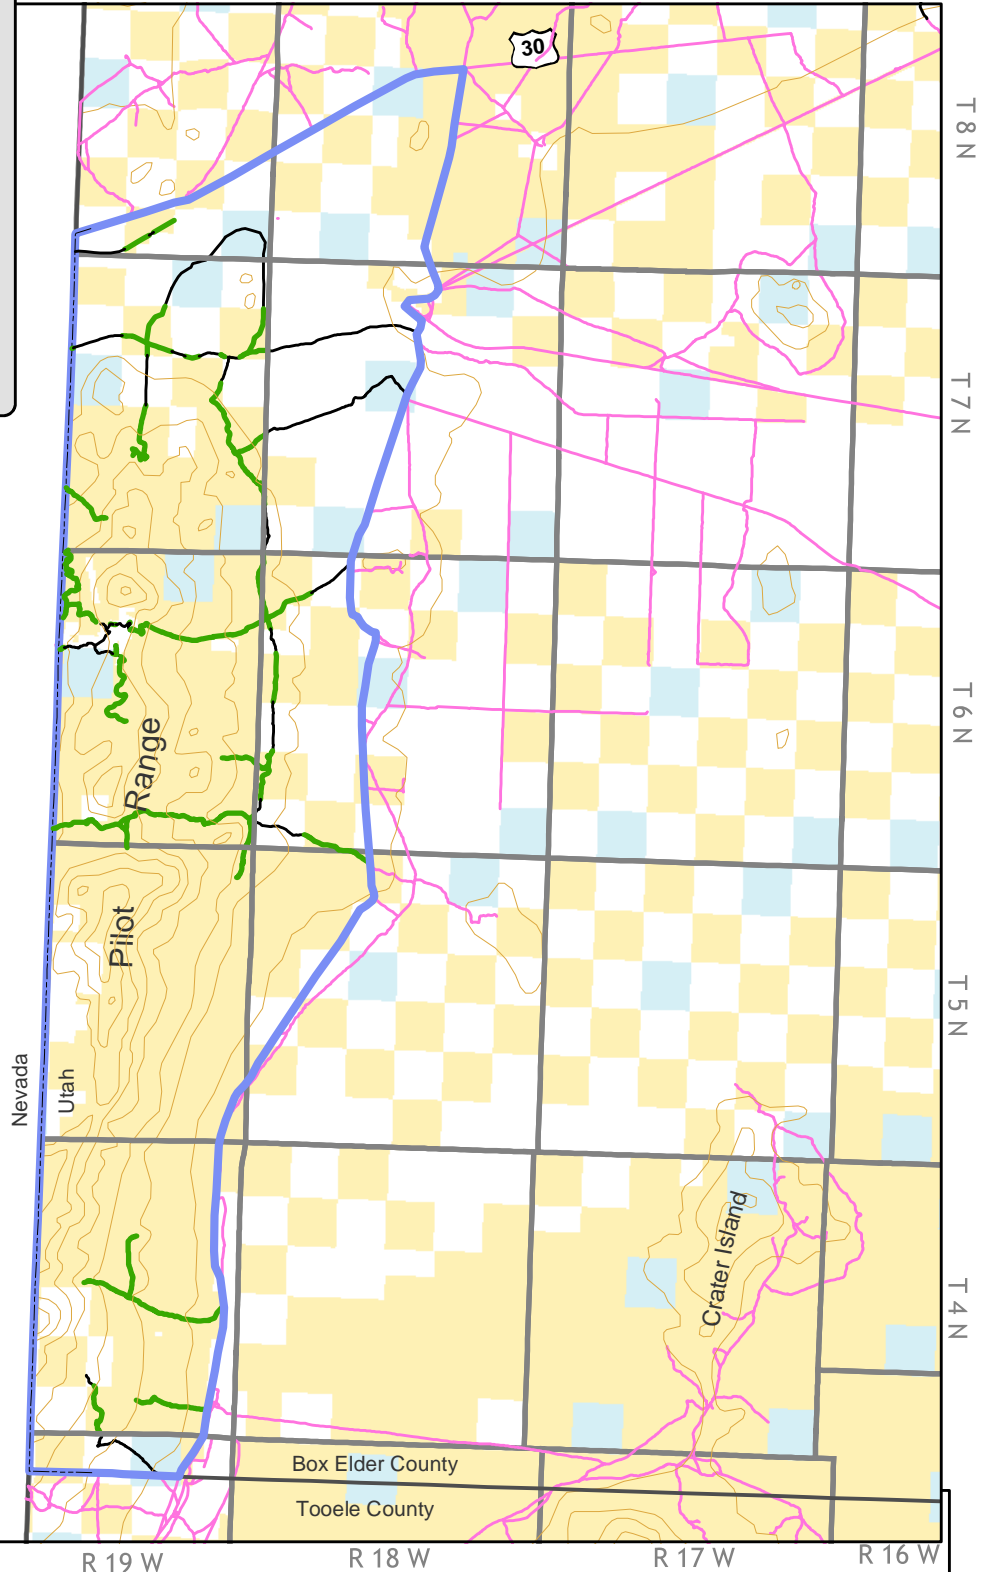 30
T 8 N
T 7 N
T 6 N
Range
Pilot
T 5 N
Nevada
Utah
Crater Island
T 4 N
Box Elder County
Tooele County
R 19 W
R 18 W
R 17 W
R 16 W